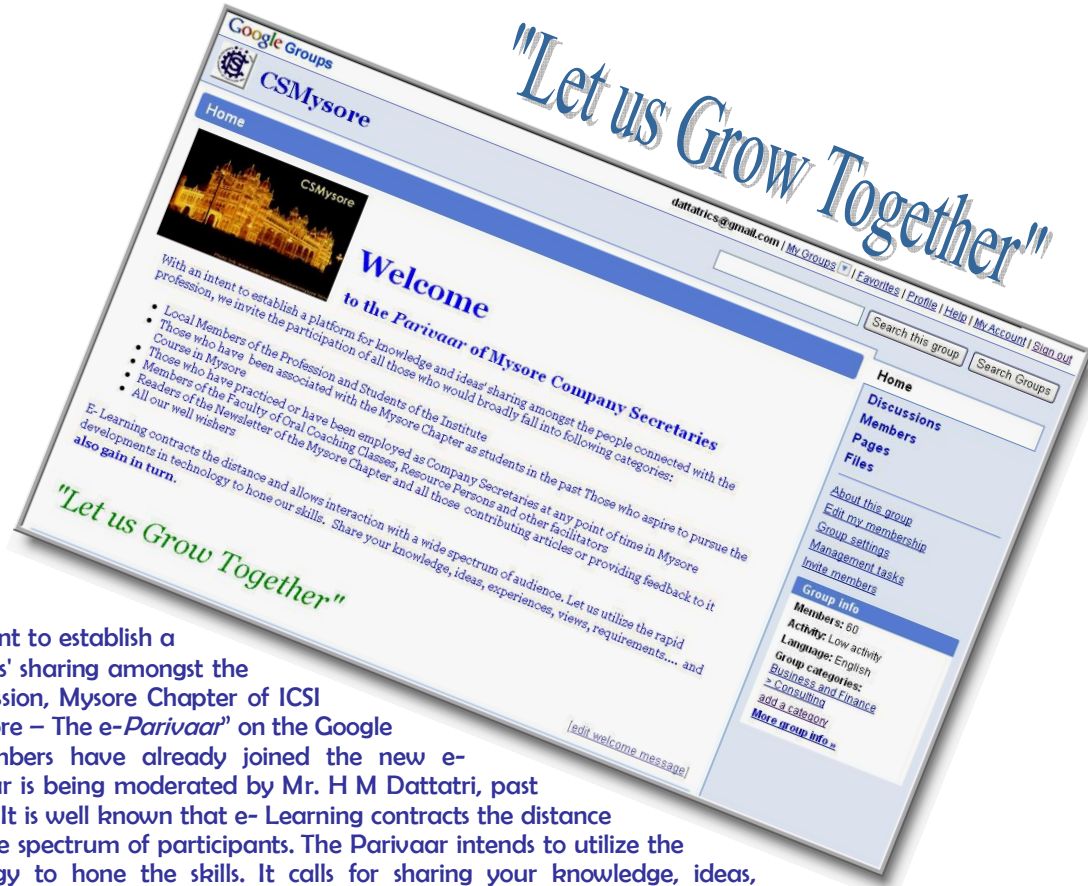 "Let us Grow Together"
Google Groups
CSMysore
dattatrics@gmail.com | My Groups | Favorites | Profile | Help | My Account | Sign out
Search this group Search Groups
Home
CSMysore
Welcome
to the Parivaar of Mysore Company Secretaries
With an intent to establish a platform for knowledge and ideas' sharing amongst the people connected with the
profession, we invite the participation of all those who would broadly fall into following categories:
• Local Members of the Profession and Students of the Institute
• Those who have been associated with the Mysore Chapter as students in the past Those who aspire to pursue the
Course in Mysore
• Those who have practiced or have been employed as Company Secretaries at any point of time in Mysore
• Members of the Faculty of Oral Coaching Classes, Resource Persons and other facilitators
• Readers of the Newsletter of the Mysore Chapter and all those contributing articles or providing feedback to it
• All our well wishers
E- Learning contracts the distance and allows interaction with a wide spectrum of audience. Let us utilize the rapid
developments in technology to hone our skills. Share your knowledge, ideas, experiences, views, requirements.... and
also gain in turn.
"Let us Grow Together"
[edit welcome message]
Home
Discussions
Members
Pages
Files
About this group
Edit my membership
Group settings
Management tasks
Invite members
Group info
Members: 60
Activity: Low activity
Language: English
Group categories:
Business and Finance
> Consulting
add a category
More group info »
nt to establish a
s' sharing amongst the
ssion, Mysore Chapter of ICSI
re – The e-Parivaar" on the Google
nbers have already joined the new e-
ar is being moderated by Mr. H M Dattatri, past
It is well known that e- Learning contracts the distance
e spectrum of participants. The Parivaar intends to utilize the
gy to hone the skills. It calls for sharing your knowledge, ideas,